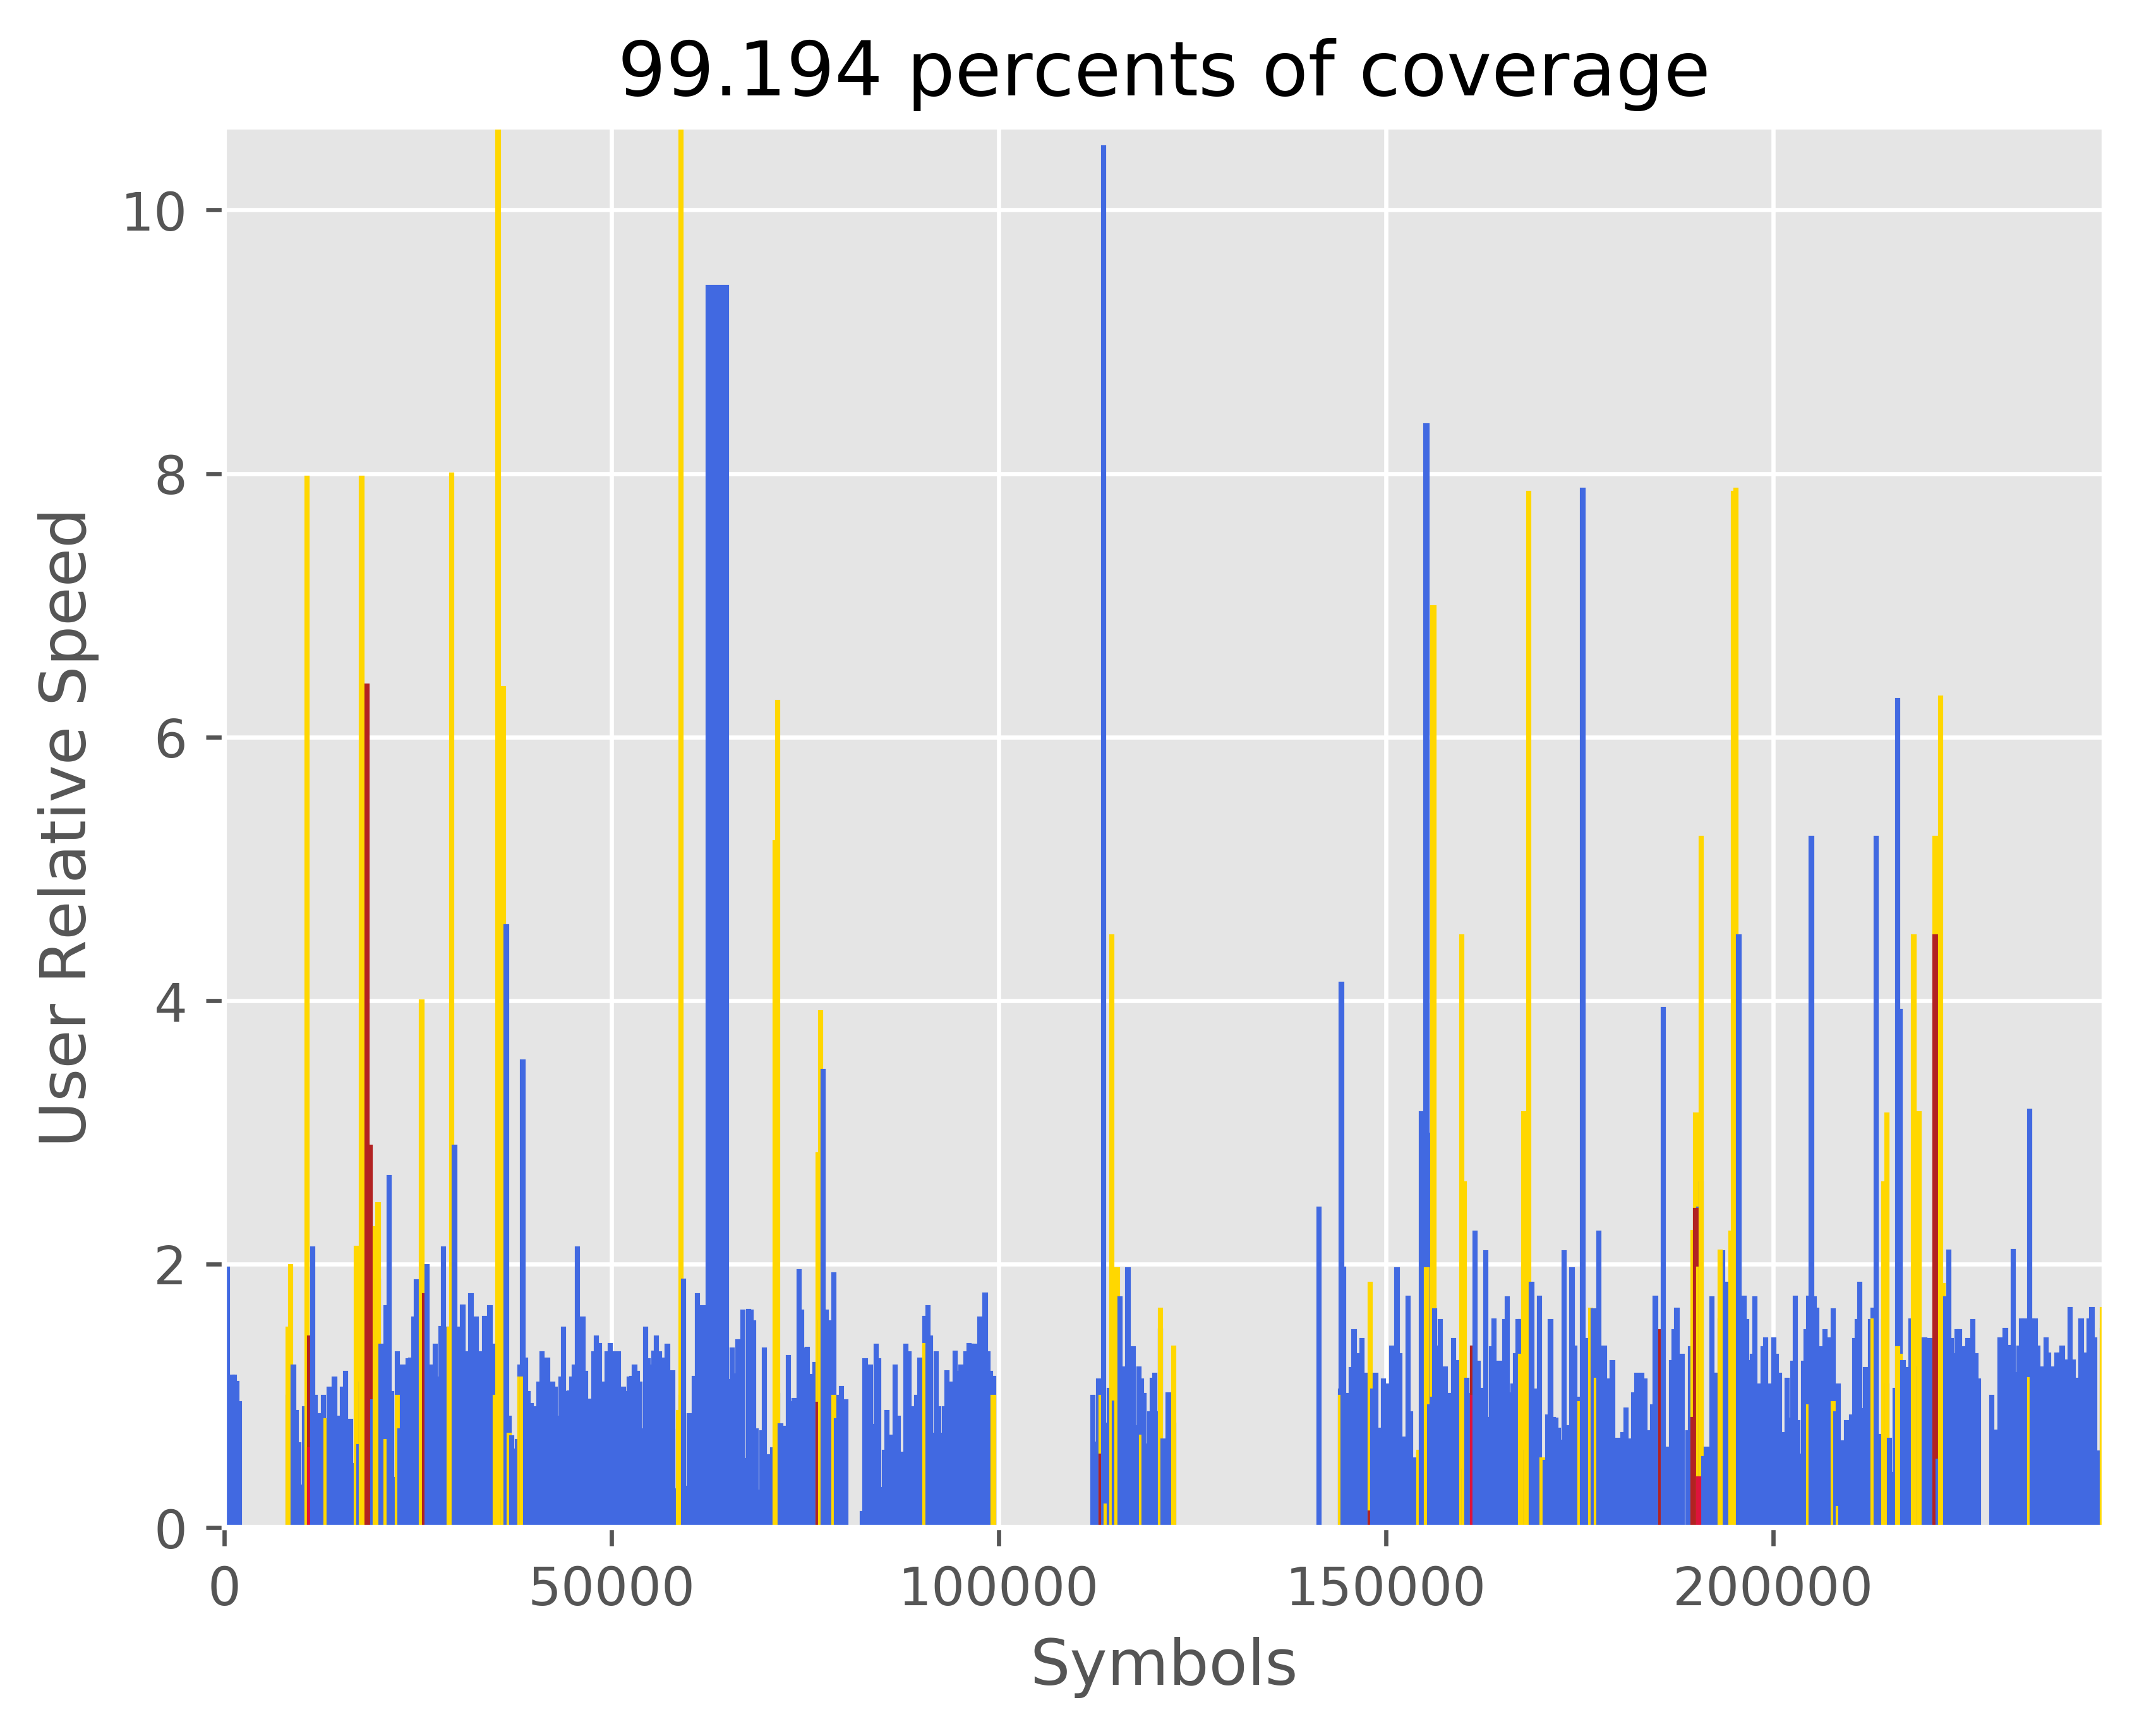 99.194 percents of coverage
10
8
6
4
2
0
User Relative Speed
0 50000 100000 150000 200000
Symbols